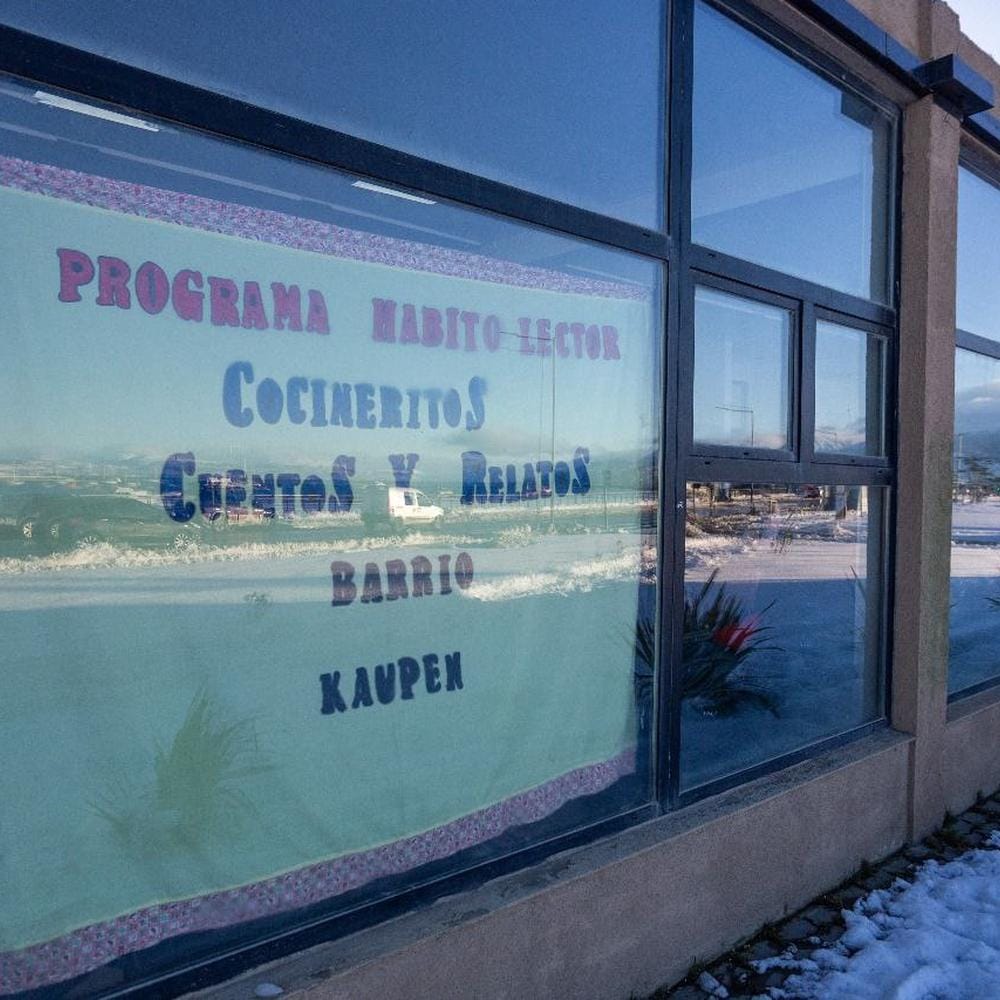 PROGRAMA HABITO LECTOR
COCINERITOS
CUENTOS Y RELATOS
BARRIO
KAUPEN